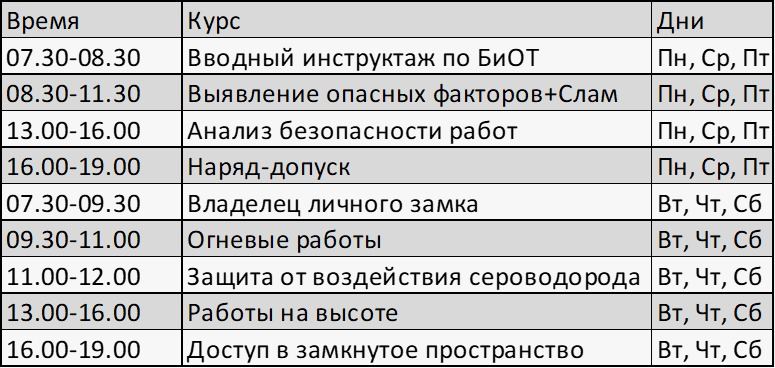 Время Курс Дни
07.30-08.30 Вводный инструктаж по БиОТ Пн, Ср, Пт
08.30-11.30 Выявление опасных факторов+Слам Пн, Ср, Пт
13.00-16.00 Анализ безопасности работ Пн, Ср, Пт
16.00-19.00 Наряд-допуск Пн, Ср, Пт
07.30-09.30 Владелец личного замка Вт, Чт, Сб
09.30-11.00 Огневые работы Вт, Чт, Сб
11.00-12.00 Защита от воздействия сероводорода Вт, Чт, Сб
13.00-16.00 Работы на высоте Вт, Чт, Сб
16.00-19.00 Доступ в замкнутое пространство Вт, Чт, Сб